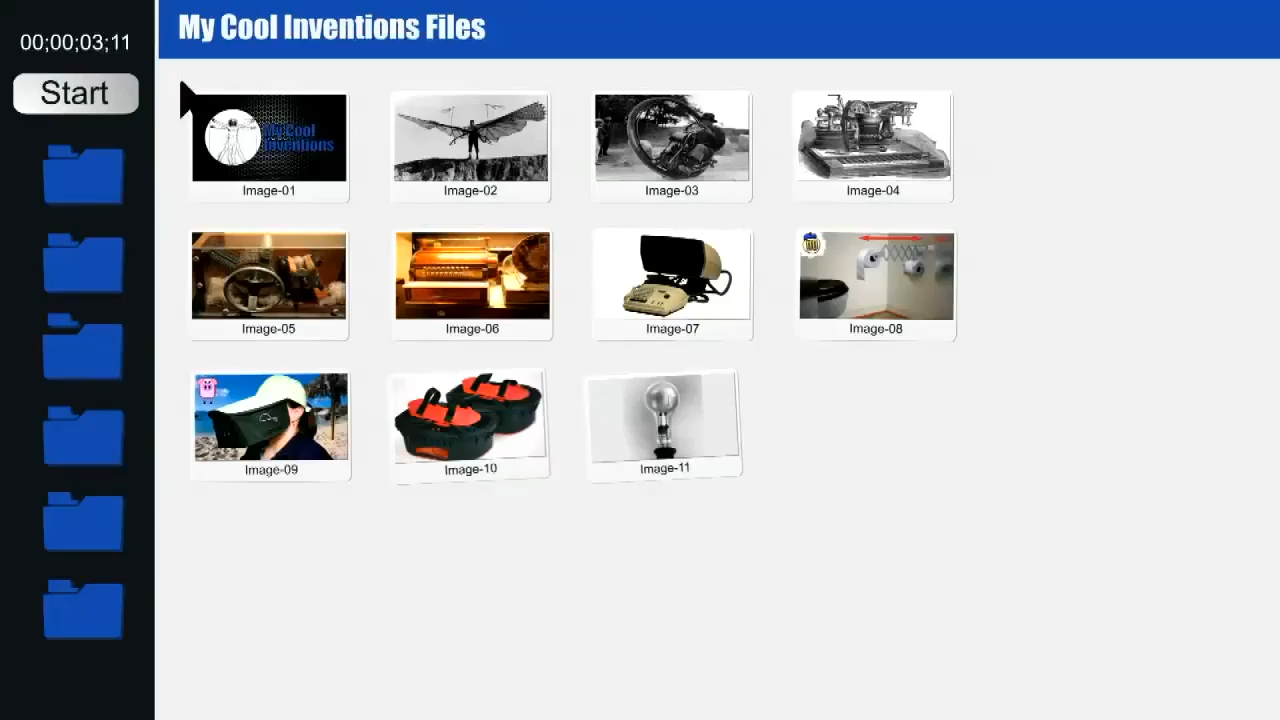 00;00;03;11
My Cool Inventions Files
Start
My Cool
Inventions
Image-01
Image-02
Image-03
Image-04
Image-05
Image-06
Image-07
Image-08
Image-09
Image-10
Image-11